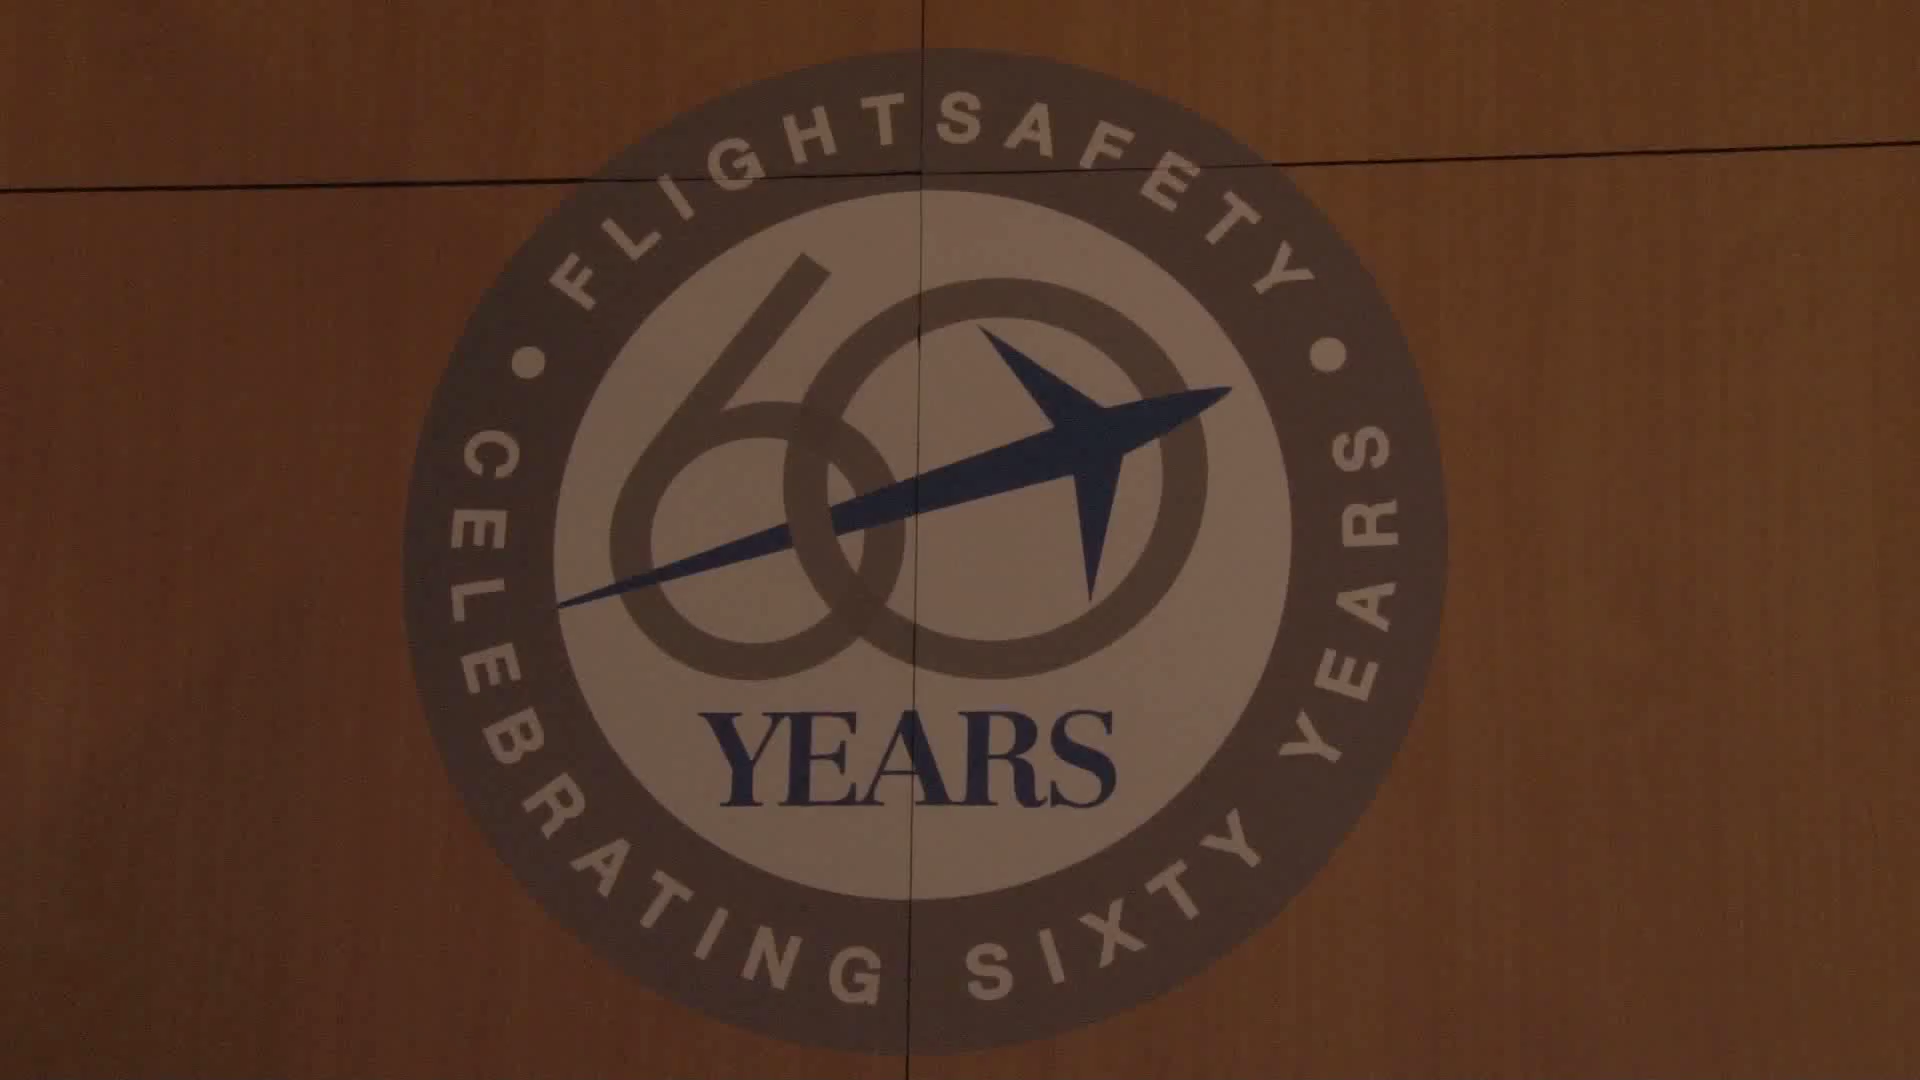 FLIGHTSAFETY
60
YEARS
CELEBRATING SIXTY YEARS